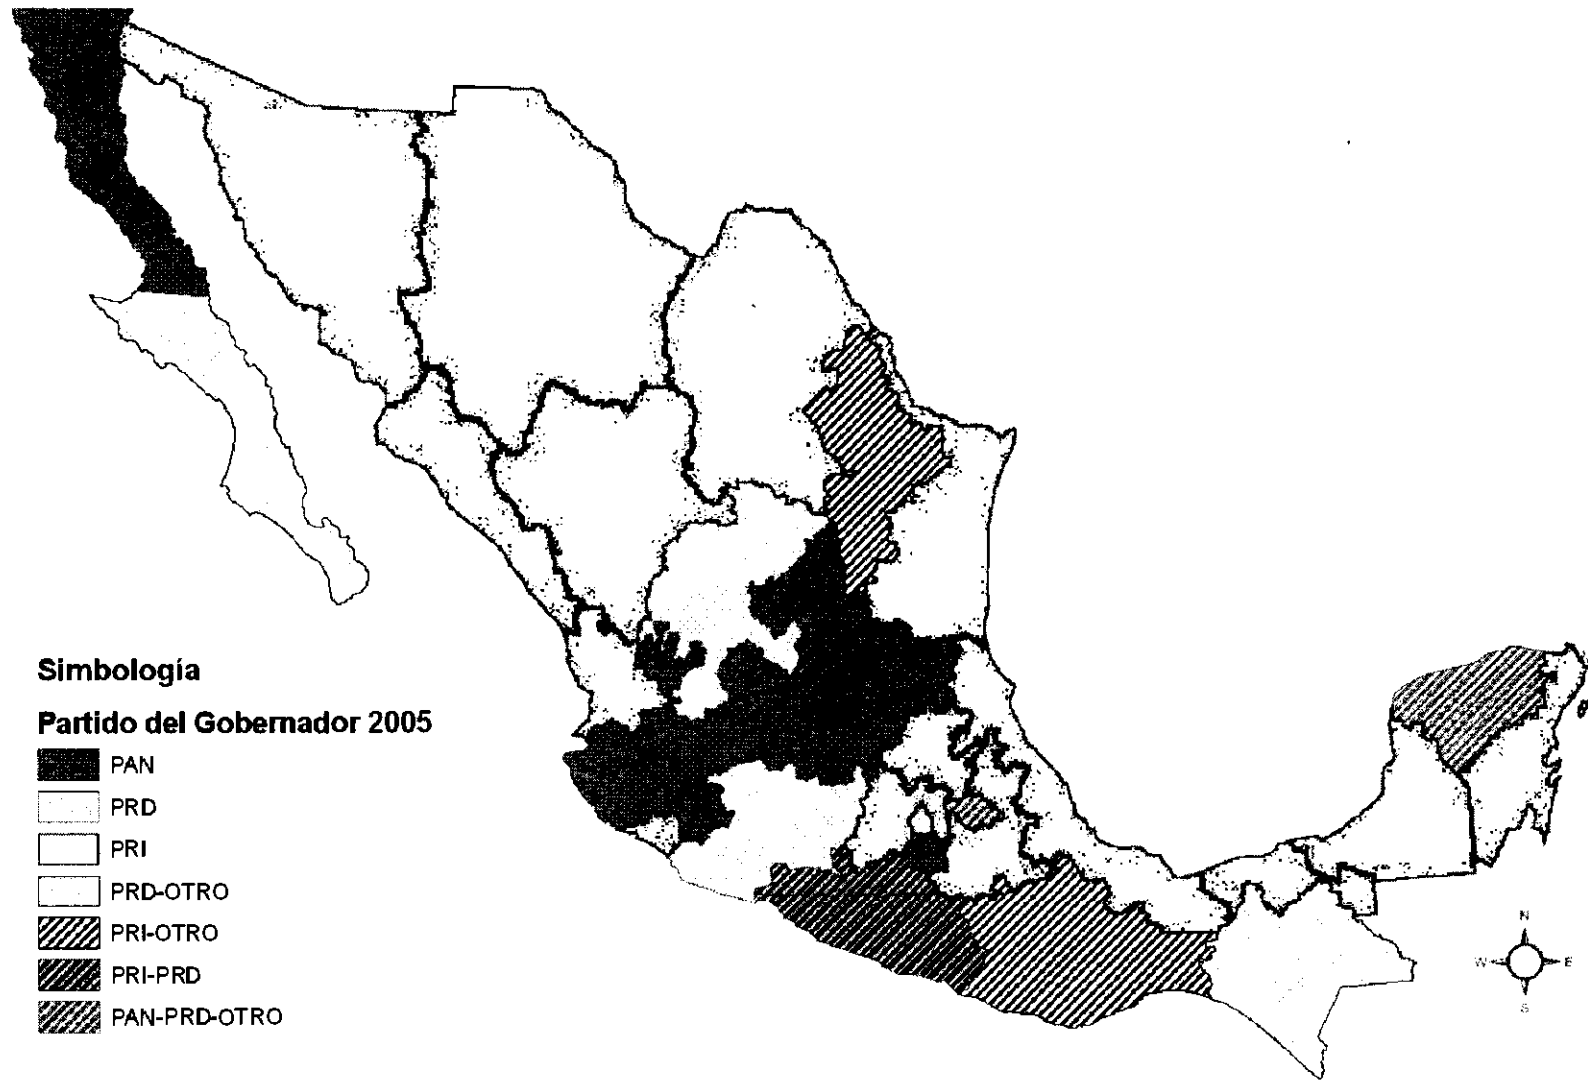 Simbología
Partido del Gobernador 2005
PAN
PRD
PRI
PRD-OTRO
PRI-OTRO
PRI-PRD
PAN-PRD-OTRO
N
W E
S